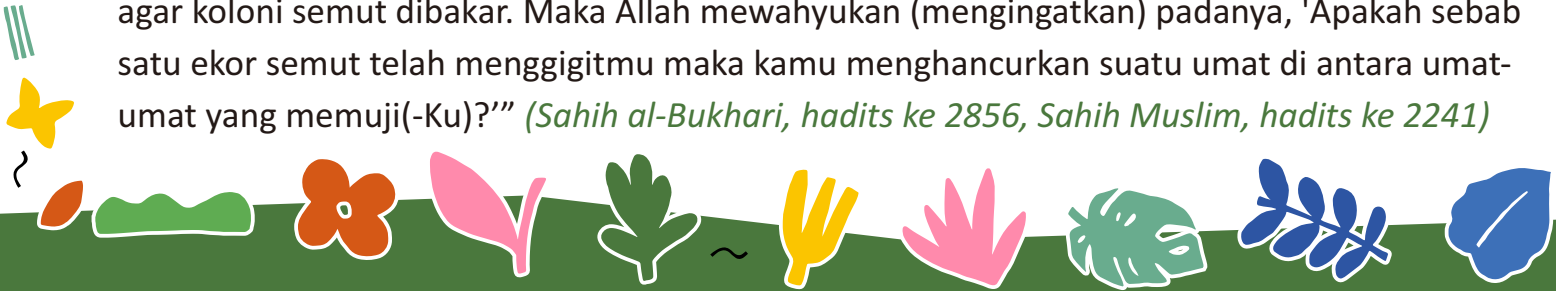 agar koloni semut dibakar. Maka Allah mewahyukan (mengingatkan) padanya, 'Apakah sebab
satu ekor semut telah menggigitmu maka kamu menghancurkan suatu umat di antara umat-
umat yang memuji(-Ku)?'” (Sahih al-Bukhari, hadits ke 2856, Sahih Muslim, hadits ke 2241)